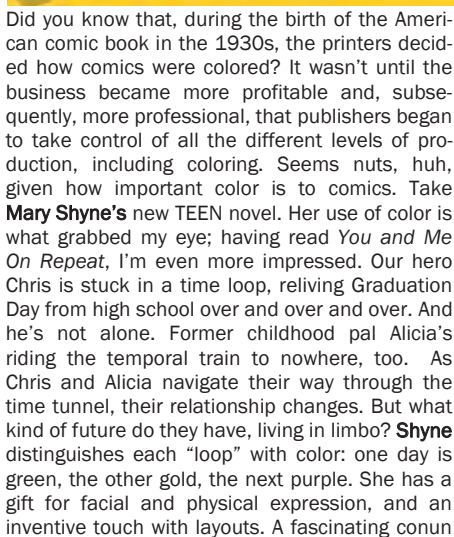 Did you know that, during the birth of the Ameri-
can comic book in the 1930s, the printers decid-
ed how comics were colored? It wasn’t until the
business became more profitable and, subse-
quently, more professional, that publishers began
to take control of all the different levels of pro-
duction, including coloring. Seems nuts, huh,
given how important color is to comics. Take
Mary Shyne’s new TEEN novel. Her use of color is
what grabbed my eye; having read You and Me
On Repeat, I’m even more impressed. Our hero
Chris is stuck in a time loop, reliving Graduation
Day from high school over and over and over. And
he’s not alone. Former childhood pal Alicia’s
riding the temporal train to nowhere, too. As
Chris and Alicia navigate their way through the
time tunnel, their relationship changes. But what
kind of future do they have, living in limbo? Shyne
distinguishes each “loop” with color: one day is
green, the other gold, the next purple. She has a
gift for facial and physical expression, and an
inventive touch with layouts. A fascinating conun